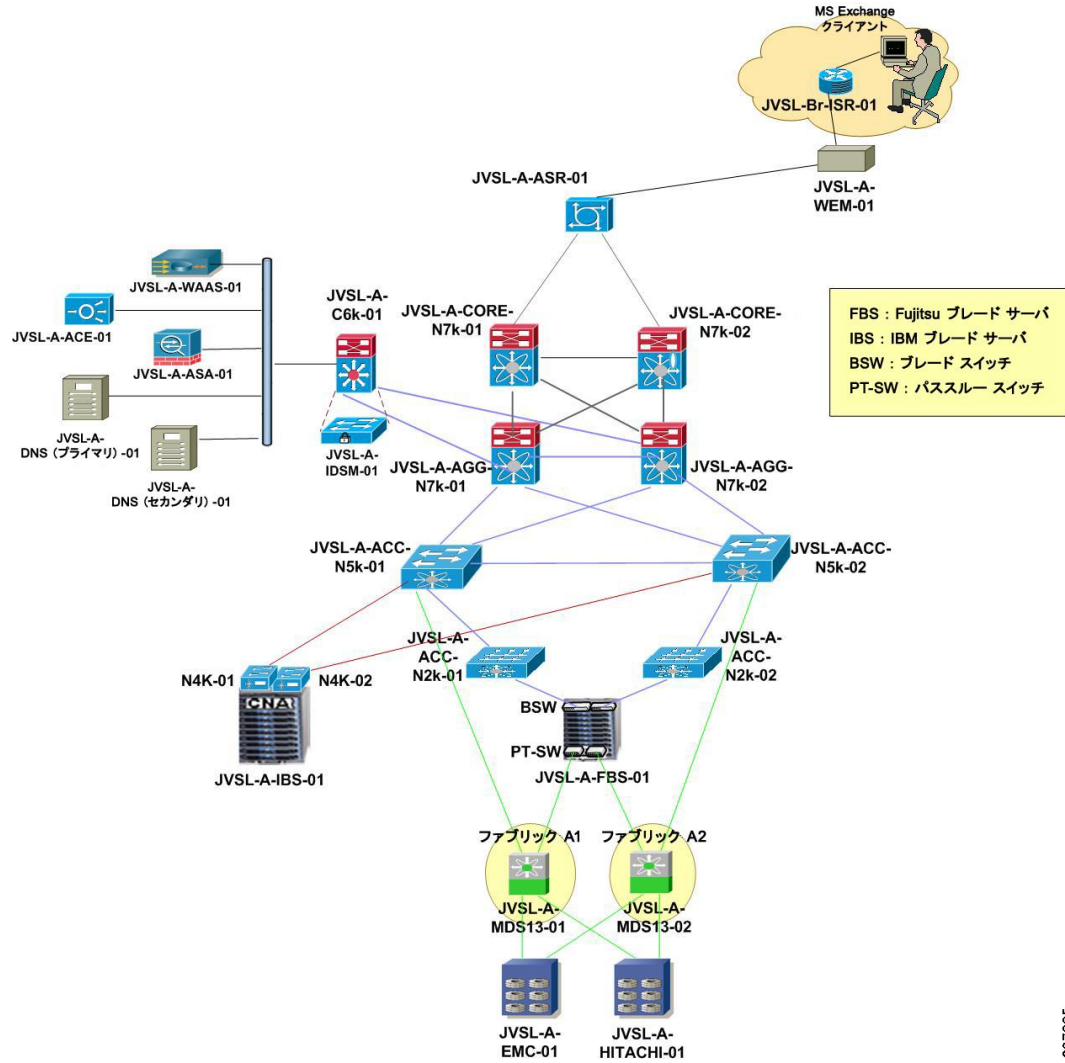 MS Exchange
クライアント
JVSL-Br-ISR-01
JVSL-A-
WEM-01
JVSL-A-ASR-01
JVSL-A-WAAS-01
JVSL-A-ACE-01
JVSL-A-ASA-01
JVSL-A-
DNS（プライマリ）-01
JVSL-A-
DNS（セカンダリ）-01
JVSL-A-
C6k-01
JVSL-A-
IDSM-01
JVSL-A-CORE-
N7k-01
JVSL-A-CORE-
N7k-02
FBS : Fujitsu ブレード サーバ
IBS : IBM ブレード サーバ
BSW : ブレード スイッチ
PT-SW : パススルー スイッチ
JVSL-A-AGG-
N7k-01
JVSL-A-AGG-
N7k-02
JVSL-A-ACC-
N5k-01
JVSL-A-ACC-
N5k-02
JVSL-A-
ACC-
N2k-01
JVSL-A-
ACC-
N2k-02
N4K-01
N4K-02
CNA
JVSL-A-IBS-01
BSW
PT-SW
JVSL-A-FBS-01
ファブリック A1
ファブリック A2
JVSL-A-
MDS13-01
JVSL-A-
MDS13-02
JVSL-A-
EMC-01
JVSL-A-
HITACHI-01